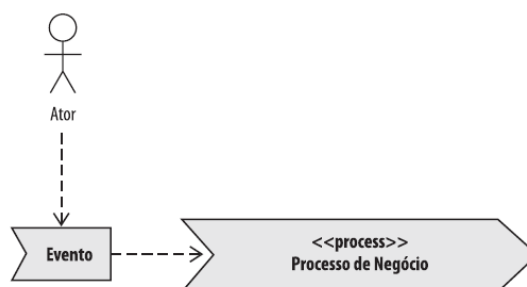 Ator
Evento
<<process>>
Processo de Negócio